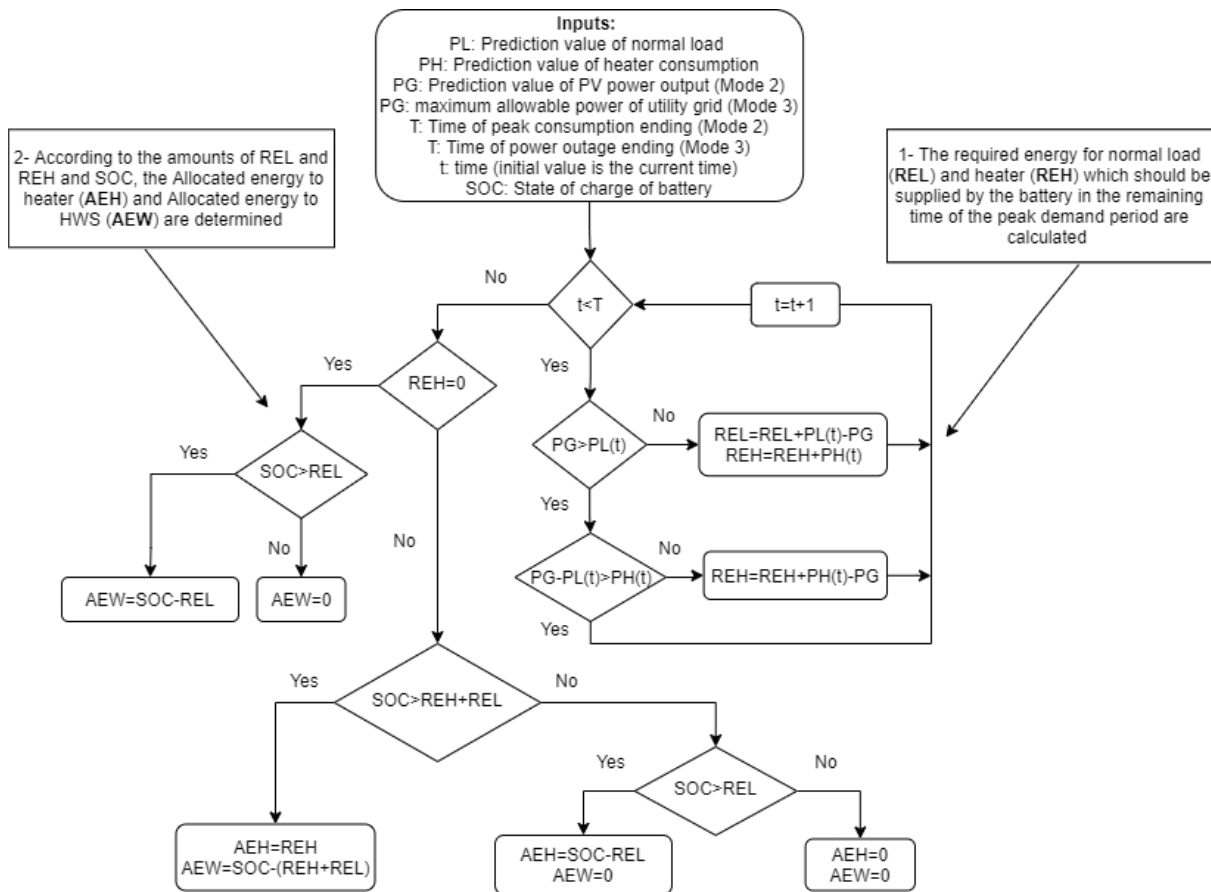 Inputs:
PL: Prediction value of normal load
PH: Prediction value of heater consumption
PG: Prediction value of PV power output (Mode 2)
PG: maximum allowable power of utility grid (Mode 3)
T: Time of peak consumption ending (Mode 2)
T: Time of power outage ending (Mode 3)
t: time (initial value is the current time)
SOC: State of charge of battery
2- According to the amounts of REL and
REH and SOC, the Allocated energy to
heater (AEH) and Allocated energy to
HWS (AEW) are determined
1- The required energy for normal load
(REL) and heater (REH) which should be
supplied by the battery in the remaining
time of the peak demand period are
calculated
No
t<T
t=t+1
Yes
Yes
REH=0
No
PG>PL(t)
REL=REL+PL(t)-PG
REH=REH+PH(t)
Yes
SOC>REL
Yes
No
No
No
PG-PL(t)>PH(t)
REH=REH+PH(t)-PG
AEW=SOC-REL
AEW=0
Yes
Yes
SOC>REH+REL
No
Yes
SOC>REL
No
AEH=REH
AEW=SOC-(REH+REL)
AEH=SOC-REL
AEW=0
AEH=0
AEW=0